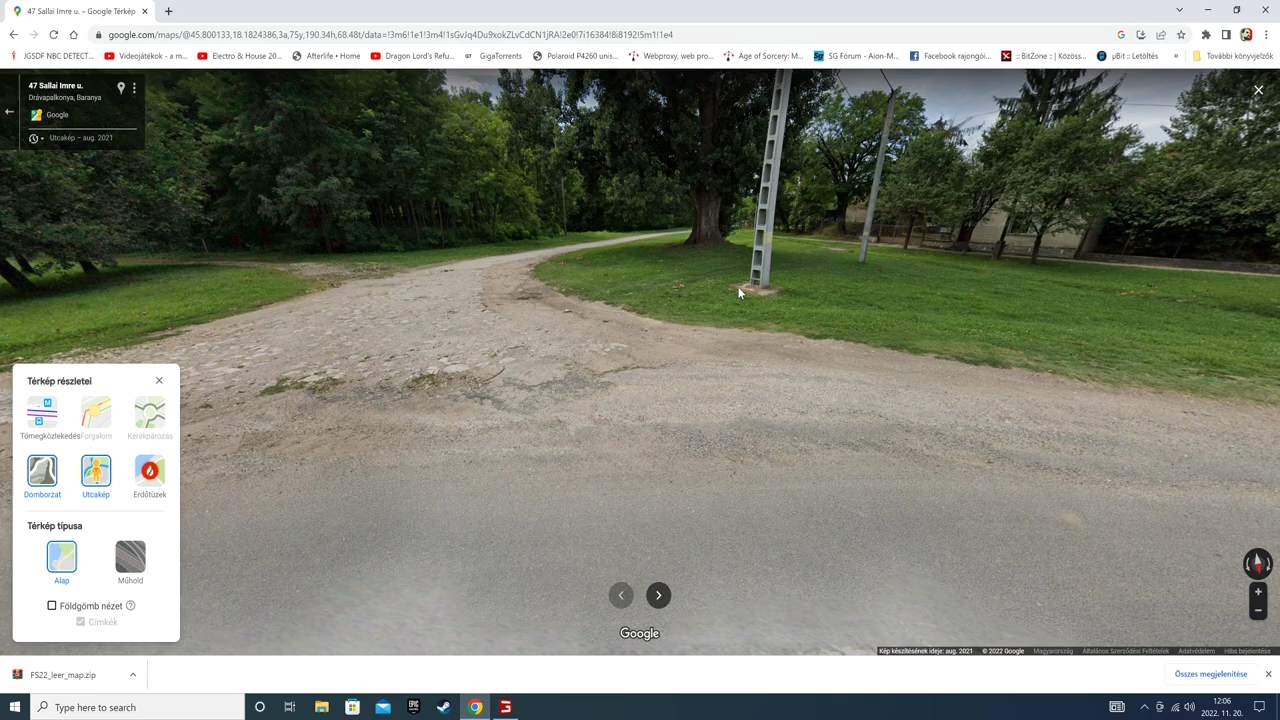 47 Sallai Imre u. – Google Térkép
google.com/maps/@45.800133,18.1824386,3a,75y,190.34h,68.48t/data=!3m6!1e1!3m4!1sGvJq4Du9xokZLvCdCN1jRA!2e0!7i16384!8i8192!5m1!1e4
JGSDF NBC DETECT...
Videojátékok - a m...
Electro & House 20...
Afterlife • Home
Dragon Lord's Refu...
GigaTorrents
Polaroid P4260 unis...
Webproxy, web pro...
Age of Sorcery: M...
SG Fórum - Aion-M...
Facebook rajongói...
:: BitZone :: | Közöss...
µBit :: Letöltés
»
További könyvjelzők
47 Sallai Imre u.
Drávapalkonya, Baranya
Google
Utcakép – aug. 2021
Térkép részletei
Tömegközlekedés
Forgalom
Kerékpározás
Domborzat
Utcakép
Erdőtüzek
Térkép típusa
Alap
Műhold
Földgömb nézet
Címkék
Google
Kép készítésének ideje: aug. 2021 © 2022 Google Magyarország Általános Szerződési Feltételek Adatvédelem Hiba bejelentése
FS22_leer_map.zip
Összes megjelenítése
Type here to search
EPIC GAMES
12:06
2022. 11. 20.